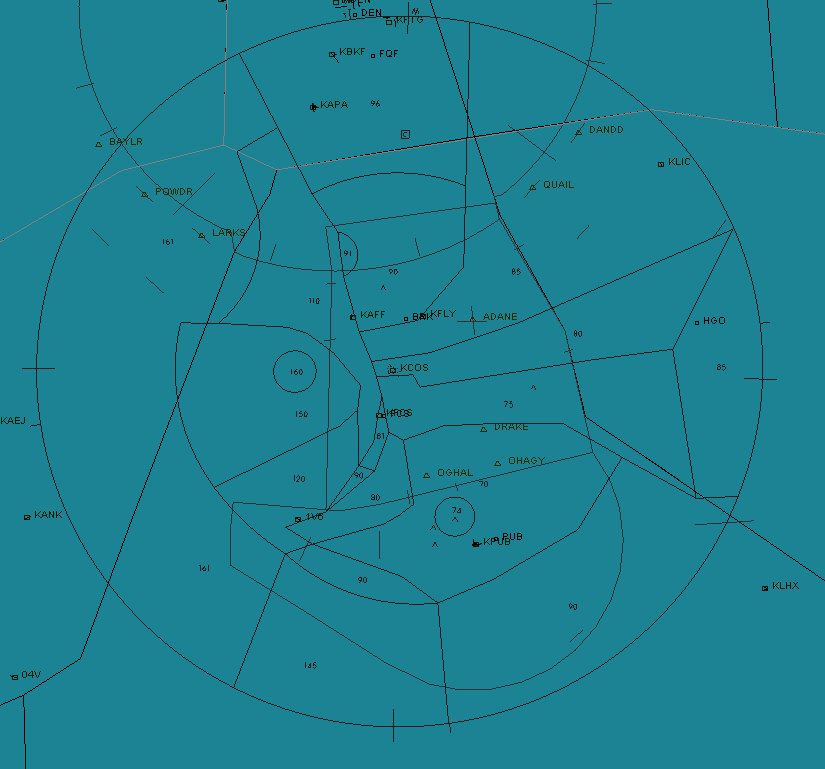 DEN
KFTG
KBKF
FQF
KAPA
96
C
DANDD
BAYLR
KLIC
POWDR
QUAIL
LARKS
161
91
90
85
110
KAFF
KFLY
ADANE
HGO
80
KCOS
160
85
75
150
KAEJ
DRAKE
81
OHAGY
OGHAL
90
120
70
80
74
KANK
1V6
PUB
KPUB
161
90
KLHX
90
145
04V